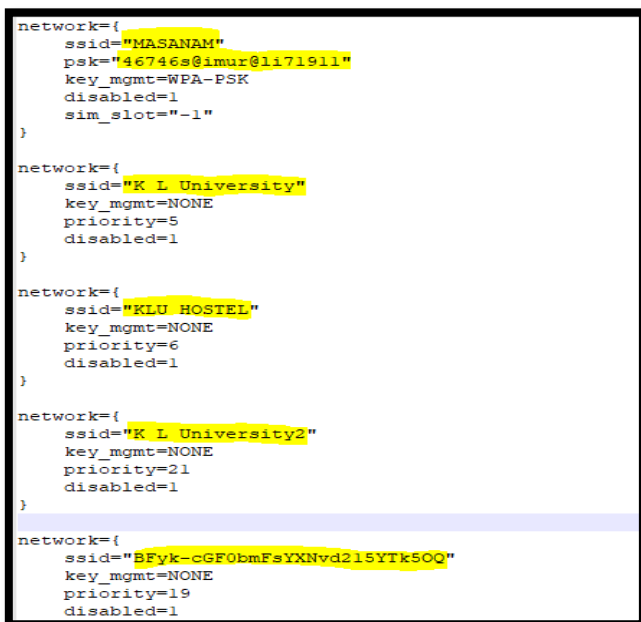 network={
ssid="MASANAM"
psk="46746s@imur@li71911"
key_mgmt=WPA-PSK
disabled=1
sim_slot="-1"
}
network={
ssid="K L University"
key_mgmt=NONE
priority=5
disabled=1
}
network={
ssid="KLU HOSTEL"
key_mgmt=NONE
priority=6
disabled=1
}
network={
ssid="K L University2"
key_mgmt=NONE
priority=21
disabled=1
}
network={
ssid="BFyk-cGF0bmFsYXNvd215YTk5OQ"
key_mgmt=NONE
priority=19
disabled=1